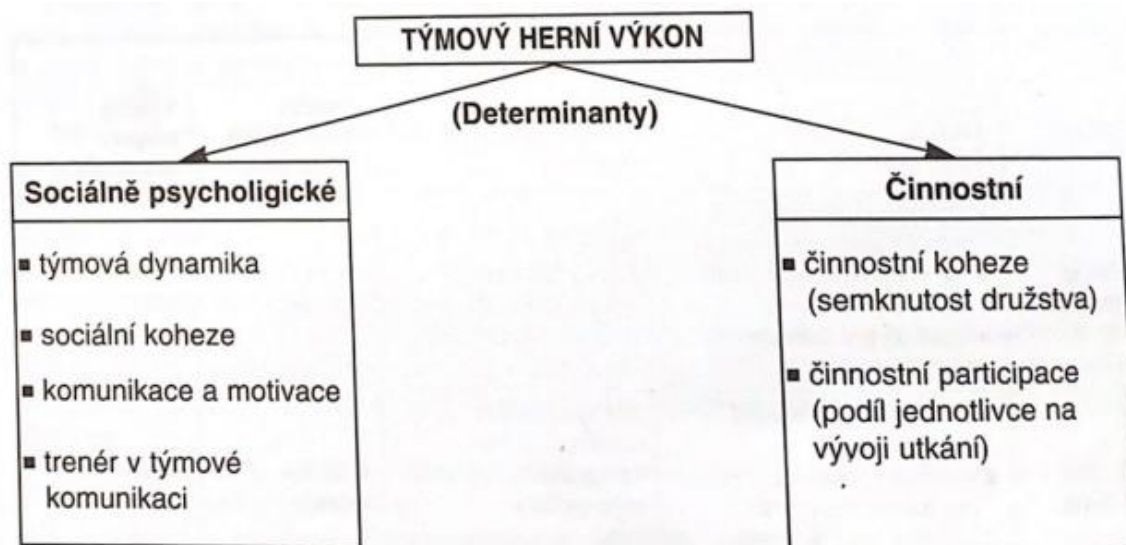 TÝMOVÝ HERNÍ VÝKON
(Determinanty)
Sociálně psycholigické
▪ týmová dynamika
▪ sociální koheze
▪ komunikace a motivace
▪ trenér v týmové
komunikaci
Činnostní
▪ činnostní koheze
(semknutost družstva)
▪ činnostní participace
(podíl jednotlivce na
vývoji utkání)